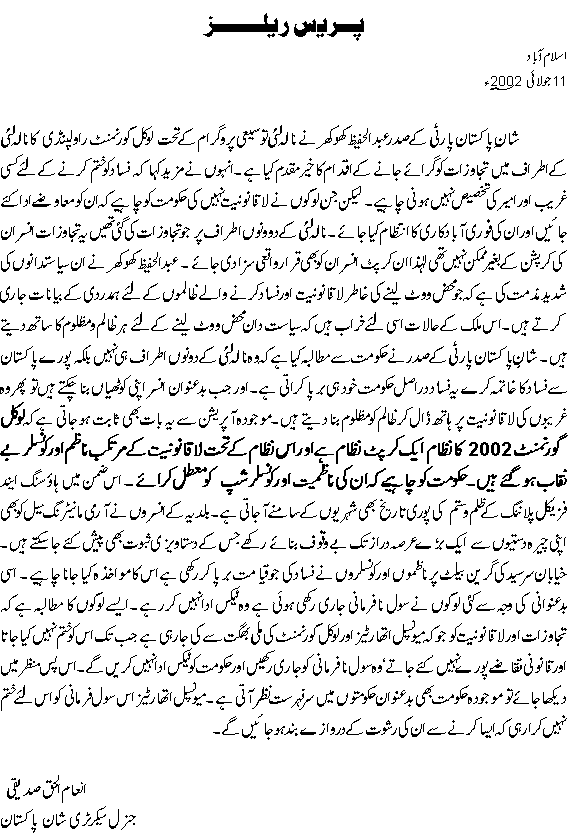 پریس ریلیز
اسلام آباد
11 جولائی 2002ء
شان پاکستان پارٹی کے صدر عبدالحفیظ کھوکھر نے نالہ لئی توسیعی پروگرام کے تحت لوکل گورنمنٹ راولپنڈی کا نالہ لئی
کے اطراف میں تجاوزات کو گرائے جانے کے اقدام کا خیر مقدم کیا ہے۔ انہوں نے مزید کہا کہ فساد کو ختم کرنے کے لئے کسی
غریب اور امیر کی تخصیص نہیں ہونی چاہیے۔ لیکن جن لوگوں نے لاقانونیت نہیں کی حکومت کو چاہیے کہ ان کو معاوضے ادا کئے
جائیں اور ان کی فوری آبادکاری کا انتظام کیا جائے۔ نالہ لئی کے دوونوں اطراف پر جو تجاوزات کی گئی تھیں یہ تجاوزات افسران
کی کرپشن کے بغیر ممکن نہیں تھی لہٰذا ان کرپٹ افسران کو بھی قرار واقعی سزا دی جائے۔ عبدالحفیظ کھوکھر نے ان سیاستدانوں کی
شدید مذمت کی ہے کہ جو محض ووٹ لینے کی خاطر لاقانونیت اور فساد کرنے والے ظالموں کے لئے ہمدردی کے بیانات جاری
کرتے ہیں۔ اس ملک کے حالات اسی لئے خراب ہیں کہ سیاست دان محض ووٹ لینے کے لئے ہر ظالم و مظلوم کا ساتھ دیتے
ہیں۔ شان پاکستان پارٹی کے صدر نے حکومت سے مطالبہ کیا ہے کہ وہ نالہ لئی کے دونوں اطراف ہی نہیں بلکہ پورے پاکستان
سے فساد کا خاتمہ کرے یہ فساد دراصل حکومت خود ہی برپا کراتی ہے۔ اور جب بدعنوان افسر اپنی کوٹھیاں بنا چکتے ہیں تو پھر وہ
غریبوں کی لاقانونیت پر ہاتھ ڈال کر ظالم کو مظلوم بنا دیتے ہیں۔ موجودہ آپریشن سے یہ بات بھی ثابت ہو جاتی ہے کہ لوکل
گورنمنٹ 2002 کا نظام ایک کرپٹ نظام ہے اور اس نظام کے تحت لاقانونیت کے مرتکب ناظم اور کونسلر بے
نقاب ہو گئے ہیں۔ حکومت کو چاہیے کہ ان کی ناظمیت اور کونسلر شپ کو معطل کرائے۔ اس ضمن میں ہاؤسنگ اینڈ
فزیکل پلاننگ کے ظلم و ستم کی پوری تاریخ بھی شہریوں کے سامنے آ جاتی ہے۔ بلدیہ کے افسروں نے آرمی مانیٹرنگ سیل کو بھی
اپنی چیرہ دستیوں سے ایک بڑے عرصہ دراز تک بے وقوف بنائے رکھے جس کے دستاویزی ثبوت بھی پیش کئے جا سکتے ہیں۔
خیابان سرسید کی گرین بیلٹ پر ناظموں اور کونسلروں نے فساد کی جو قیامت برپا کر رکھی ہے اس کا مواخذہ کیا جانا چاہیے۔ اسی
بدعنوانی کی وجہ سے کئی لوگوں نے سول نافرمانی جاری رکھی ہوئی ہے وہ ٹیکس ادا نہیں کر رہے۔ ایسے لوگوں کا مطالبہ ہے کہ
تجاوزات اور لاقانونیت کو جو کہ میونسپل اتھارٹیز اور لوکل گورنمنٹ کی ملی بھگت سے کی جا رہی ہے جب تک اس کو ختم نہیں کیا جاتا
اور قانونی تقاضے پورے نہیں کئے جاتے وہ سول نافرمانی کو جاری رکھیں اور حکومت کو ٹیکس ادا نہیں کریں گے۔ اس پس منظر میں
دیکھا جائے تو موجودہ حکومت بھی بدعنوان حکومتوں میں سرفہرست نظر آتی ہے۔ میونسپل اتھارٹیز اس سول فرمانی کو اس لئے ختم
نہیں کرا رہی کہ ایسا کرنے سے ان کی رشوت کے دروازے بند ہو جائیں گے۔
انعام الحق صدیقی
جنرل سیکرٹری شان پاکستان